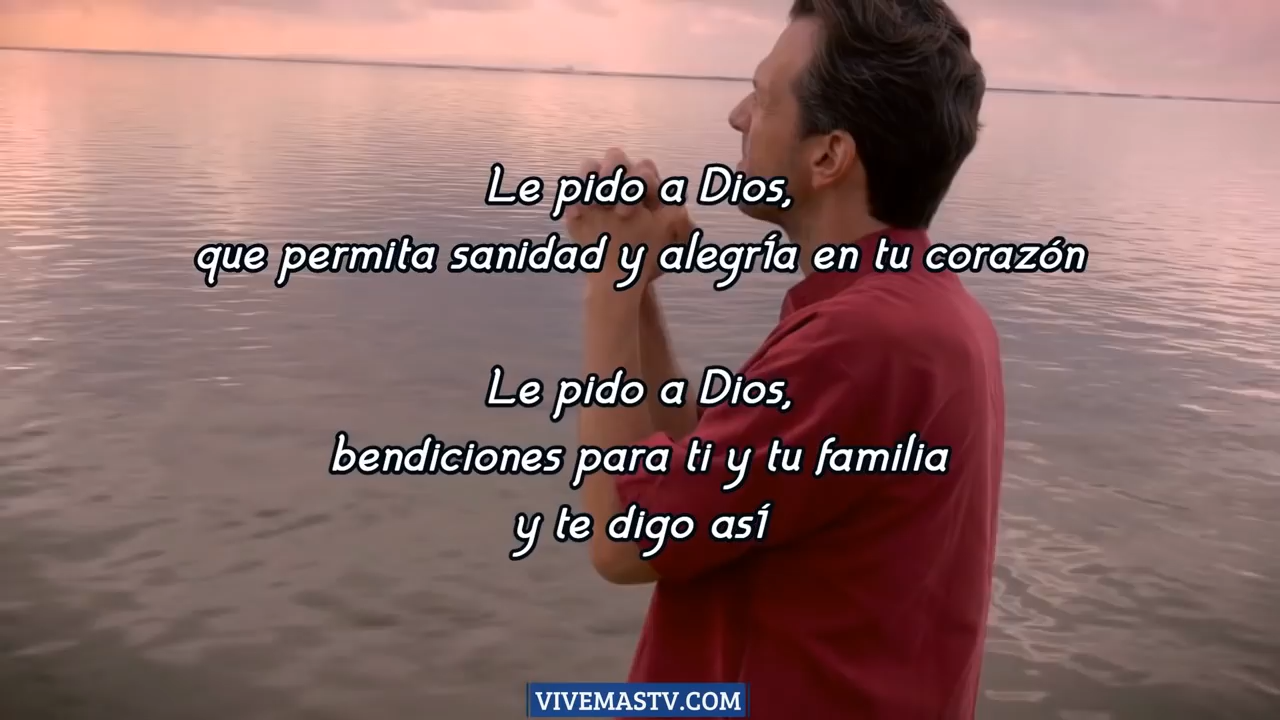 Le pido a Dios,
que permita sanidad y alegría en tu corazón
Le pido a Dios,
bendiciones para ti y tu familia
y te digo así
VIVEMASTV.COM